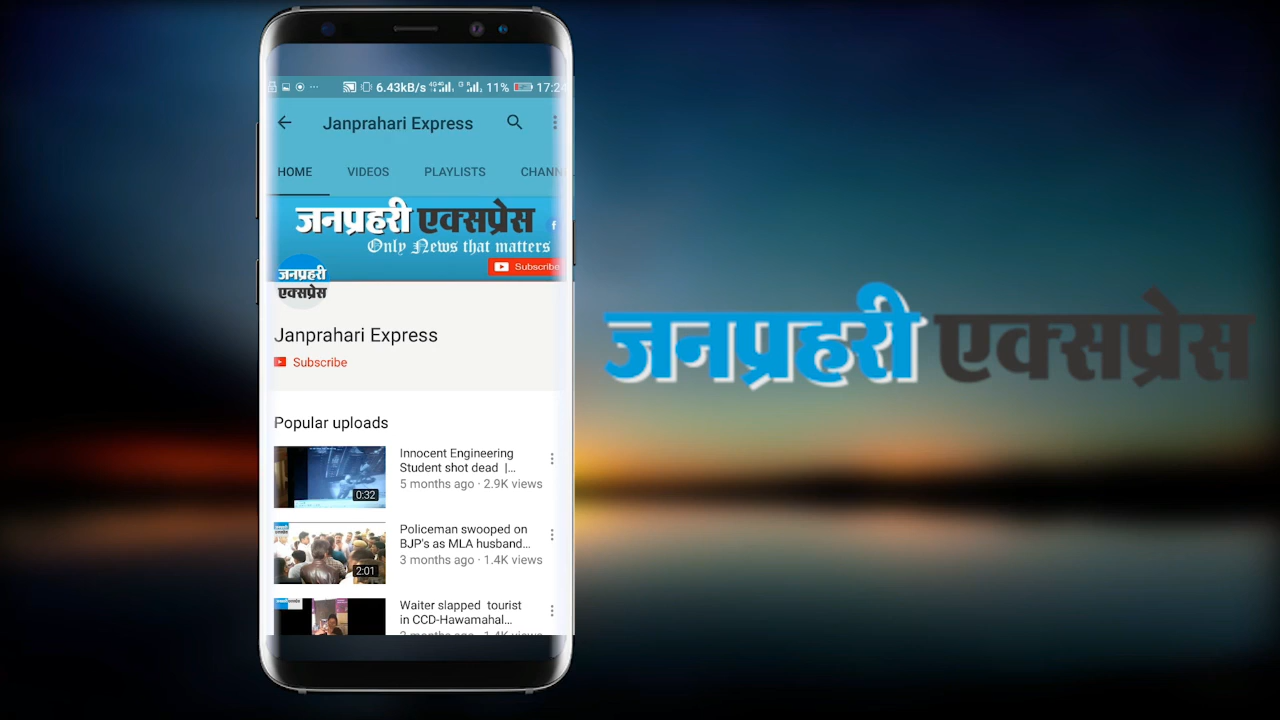 6.43kB/s 11% 17:24
Janprahari Express
HOME VIDEOS PLAYLISTS
जनप्रहरी एक्सप्रेस
Only News that matters
Subscribe
जनप्रहरी
एक्सप्रेस
Janprahari Express
Subscribe
Popular uploads
Innocent Engineering
Student shot dead |...
5 months ago · 2.9K views
0:32
Policeman swooped on
BJP's as MLA husband...
3 months ago · 1.4K views
2:01
Waiter slapped tourist
in CCD-Hawamahal...
जनप्रहरी एक्सप्रेस